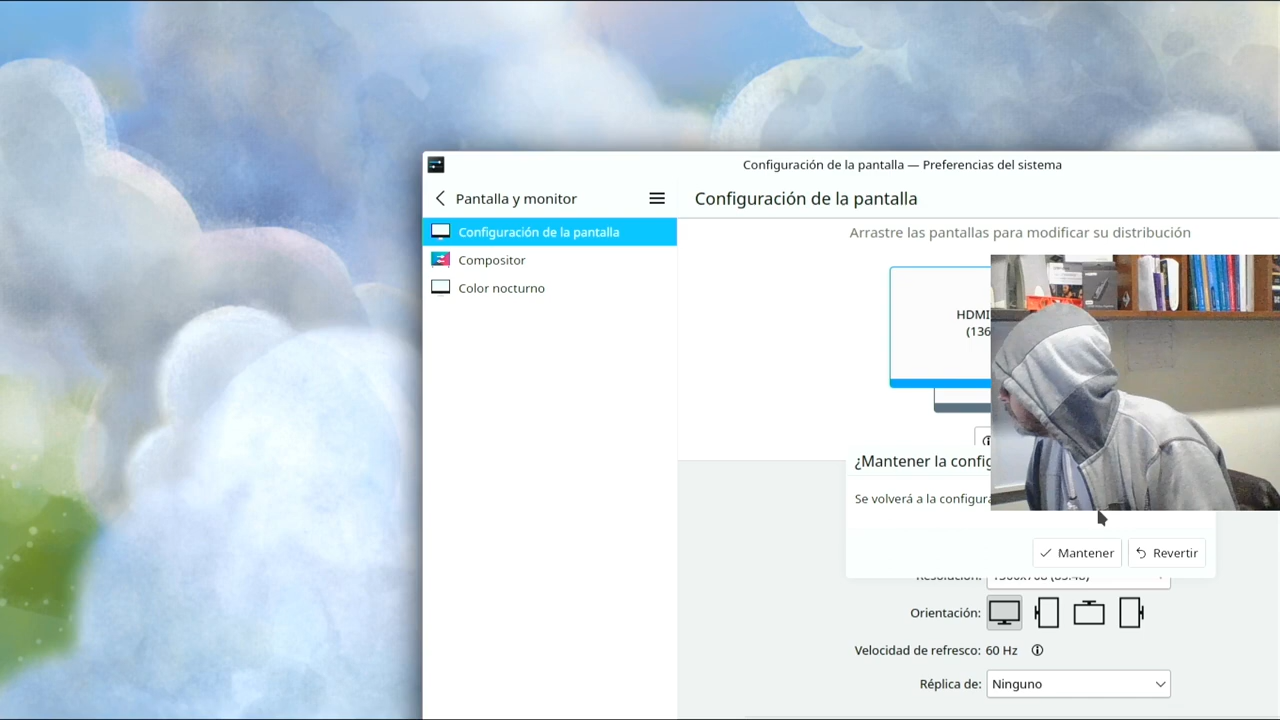 Configuración de la pantalla — Preferencias del sistema
Pantalla y monitor
Configuración de la pantalla
Configuración de la pantalla
Compositor
Color nocturno
Arrastre las pantallas para modificar su distribución
HDMI
(136
¿Mantener la config
Se volverá a la configura
Mantener
Revertir
Resolución:
Orientación:
Velocidad de refresco: 60 Hz
Réplica de: Ninguno